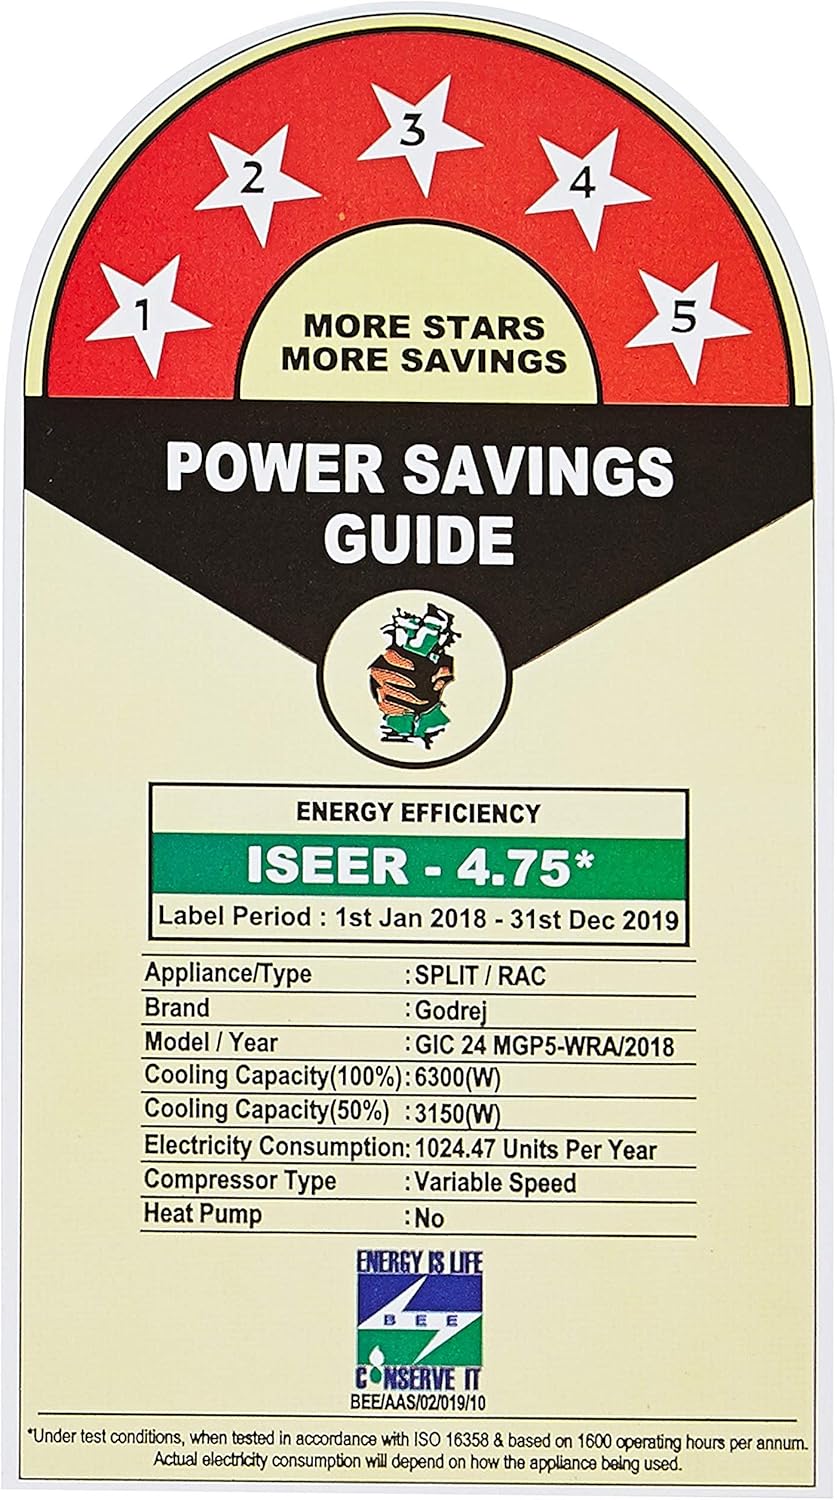 1 2 3 4 5
MORE STARS
MORE SAVINGS
POWER SAVINGS
GUIDE
ENERGY EFFICIENCY
ISEER - 4.75*
Label Period : 1st Jan 2018 - 31st Dec 2019
Appliance/Type :SPLIT / RAC
Brand :Godrej
Model / Year :GIC 24 MGP5-WRA/2018
Cooling Capacity(100%):6300(W)
Cooling Capacity(50%) :3150(W)
Electricity Consumption:1024.47 Units Per Year
Compressor Type :Variable Speed
Heat Pump :No
ENERGY IS LIFE
BEE
CONSERVE IT
BEE/AAS/02/019/10
*Under test conditions, when tested in accordance with ISO 16358 & based on 1600 operating hours per annum.
Actual electricity consumption will depend on how the appliance being used.